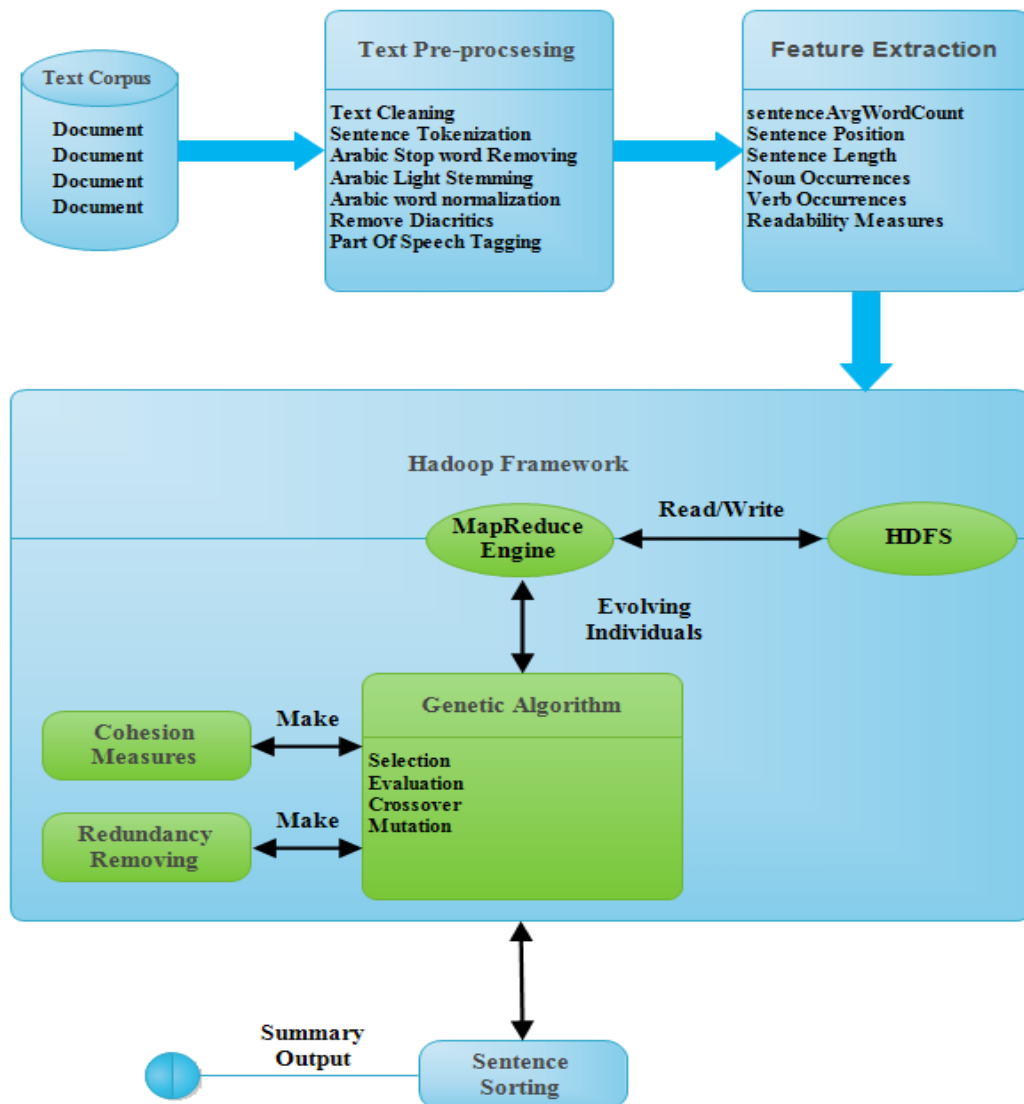 Text Corpus
Document
Document
Document
Document
Text Pre-procsesing
Text Cleaning
Sentence Tokenization
Arabic Stop word Removing
Arabic Light Stemming
Arabic word normalization
Remove Diacritics
Part Of Speech Tagging
Feature Extraction
sentenceAvgWordCount
Sentence Position
Sentence Length
Noun Occurrences
Verb Occurrences
Readability Measures
Hadoop Framework
MapReduce
Engine
Read/Write
HDFS
Evolving
Individuals
Genetic Algorithm
Selection
Evaluation
Crossover
Mutation
Make
Cohesion
Measures
Make
Redundancy
Removing
Summary
Output
Sentence
Sorting